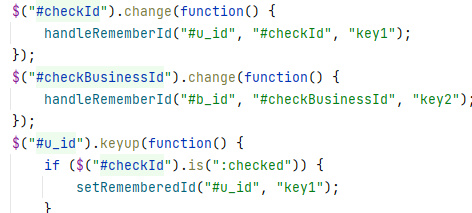 $("#checkId").change(function() {
    handleRememberId("#u_id", "#checkId", "key1");
});
$("#checkBusinessId").change(function() {
    handleRememberId("#b_id", "#checkBusinessId", "key2");
});
$("#u_id").keyup(function() {
    if ($("#checkId").is(":checked")) {
        setRememberedId("#u_id", "key1");
    }